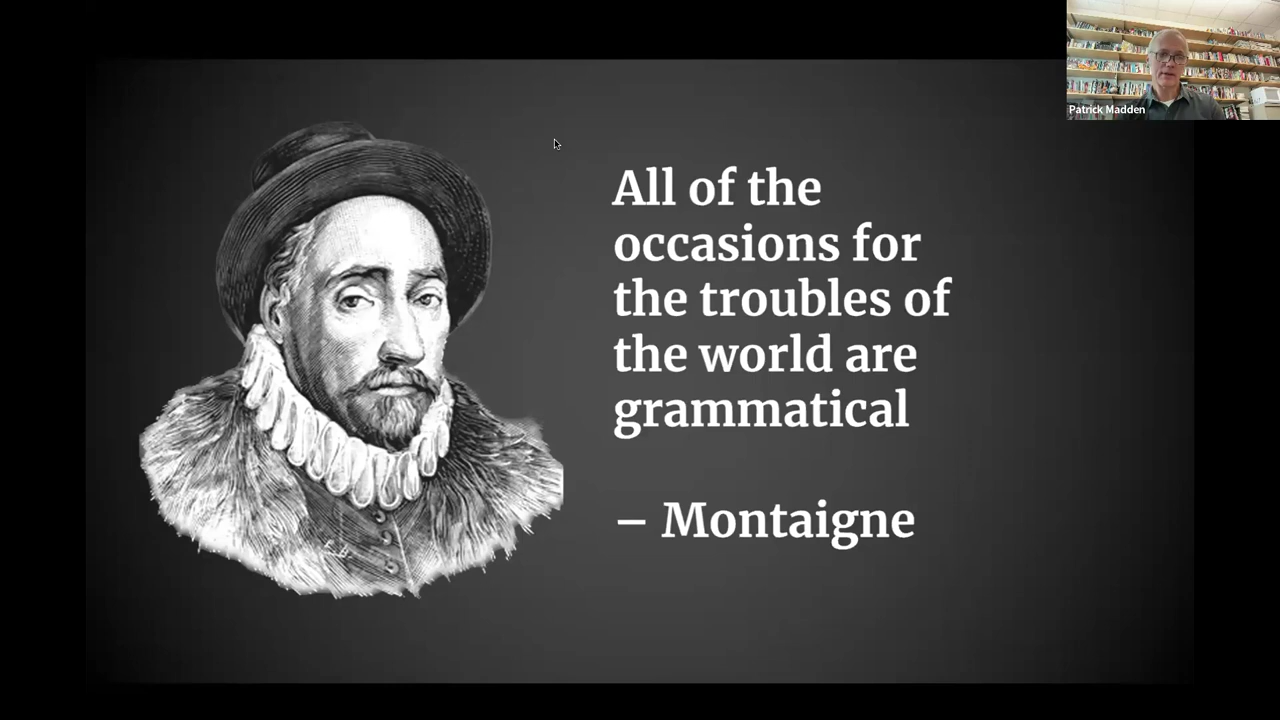 Patrick Madden
All of the
occasions for
the troubles of
the world are
grammatical
– Montaigne